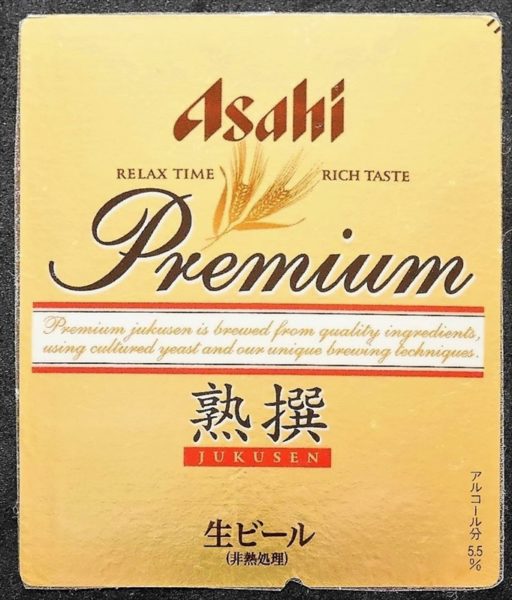 Asahi
RELAX TIME RICH TASTE
Premium
Premium jukusen is brewed from quality ingredients,
using cultured yeast and our unique brewing techniques.
熟撰
JUKUSEN
生ビール
(非熱処理)
アルコール分 5.5%